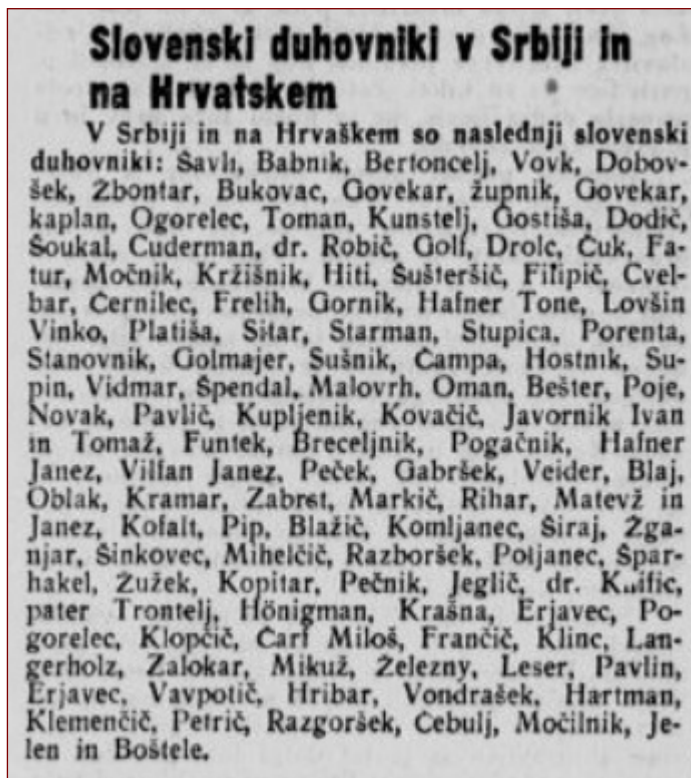 Slovenski duhovniki v Srbiji in
na Hrvatskem
V Srbiji in na Hrvaškem so naslednji slovenski
duhovniki: Šavli, Babnik, Bertoncelj, Vovk, Dobov-
šek, Žbontar, Bukovac, Govekar, župnik, Govekar,
kaplan, Ogorelec, Toman, Kunstelj, Gostiša, Dodič,
Šoukal, Čuderman, dr. Robič, Golf, Drolc, Čuk, Fa-
tur, Močnik, Kržišnik, Hiti, Šušteršič, Filipič, Cvel-
bar, Černilec, Frelih, Gornik, Hafner Tone, Lovšin
Vinko, Platiša, Sitar, Starman, Stupica, Porenta,
Stanovnik, Golmajer, Sušnik, Čampa, Hostnik, Su-
pin, Vidmar, Špendal, Malovrh, Oman, Bešter, Poje,
Novak, Pavlič, Kupljenik, Kovačič, Javornik Ivan
in Tomaž, Funtek, Breceljnik, Pogačnik, Hafner
Janez, Vilfan Janez, Peček, Gabršek, Veider, Blaj,
Oblak, Kramar, Zabret, Markič, Rihar, Matevž in
Janez, Kofalt, Pip, Blažič, Komljanec, Širaj, Žga-
njar, Šinkovec, Mihelčič, Razboršek, Poljanec, Špar-
hakel, Žužek, Kopitar, Pečnik, Jeglič, dr.
pater Trontelj, Hönigman, Krašna, Erjavec, Po-
gorelec, Klopčič, Čarf Miloš, Frančič, Klinc, Lan-
gerholz, Zalokar, Mikuž, Železny, Leser, Pavlin,
Erjavec, Vavpotič, Hribar, Vondrašek, Hartman,
Klemenčič, Petrič, Razgoršek, Čebulj, Močilnik, Je-
len in Boštele.